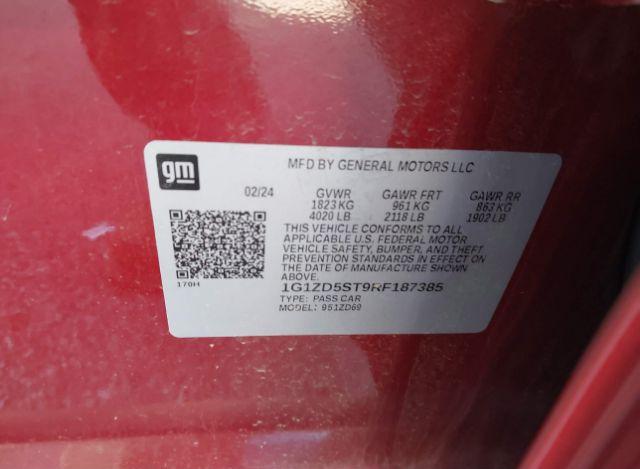 gm
MFD BY GENERAL MOTORS LLC
02/24 GVWR GAWR FRT GAWR RR
1823 KG 961 KG 863 KG
4020 LB 2118 LB 1902 LB
THIS VEHICLE CONFORMS TO ALL
APPLICABLE U.S. FEDERAL MOTOR
VEHICLE SAFETY, BUMPER, AND THEFT
PREVENTION STANDARDS IN EFFECT ON
THE DATE OF MANUFACTURE SHOWN
ABOVE.
170H
1G1ZD5ST9RF187385
TYPE: PASS CAR
MODEL: 9S1ZD69